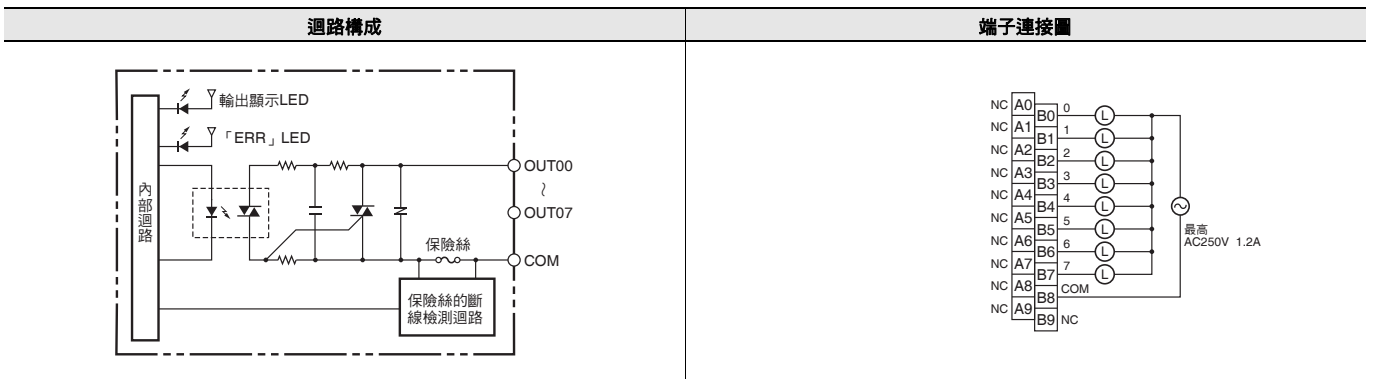 迴路構成
端子連接圖
輸出顯示LED
「ERR」LED
內部迴路
OUT00
~
OUT07
保險絲
COM
保險絲的斷
線檢測迴路
NC A0
B0 0 L
NC A1
B1 1 L
NC A2
B2 2 L
NC A3
B3 3 L
NC A4
B4 4 L
NC A5
B5 5 L
NC A6
B6 6 L
NC A7
B7 7 L
NC A8
B8 COM
NC A9
B9 NC
最高
AC250V 1.2A